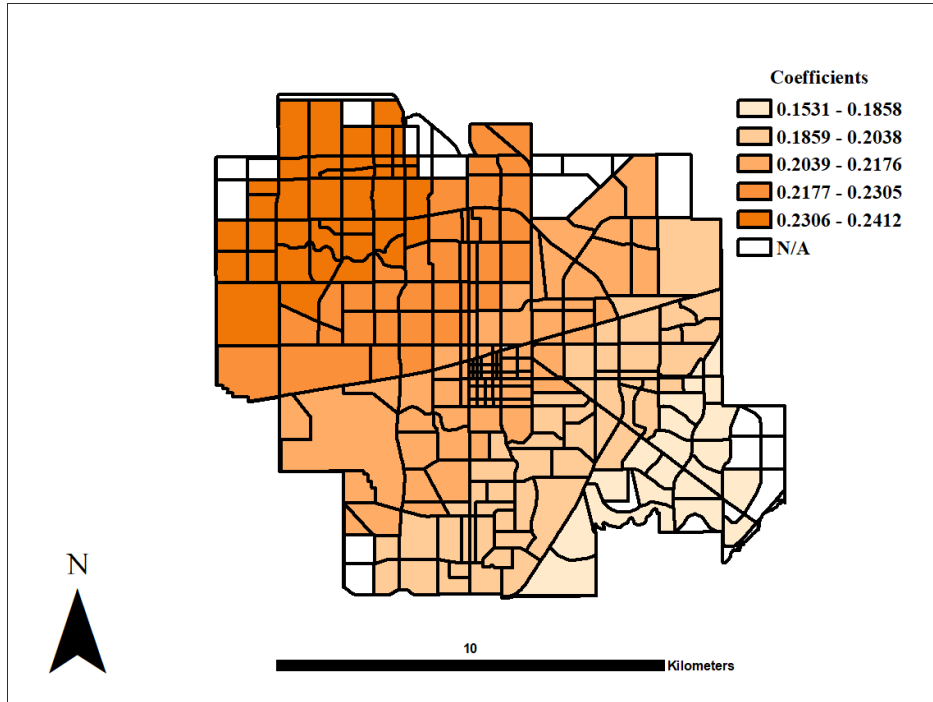 Coefficients
0.1531 - 0.1858
0.1859 - 0.2038
0.2039 - 0.2176
0.2177 - 0.2305
0.2306 - 0.2412
N/A
N
10
Kilometers